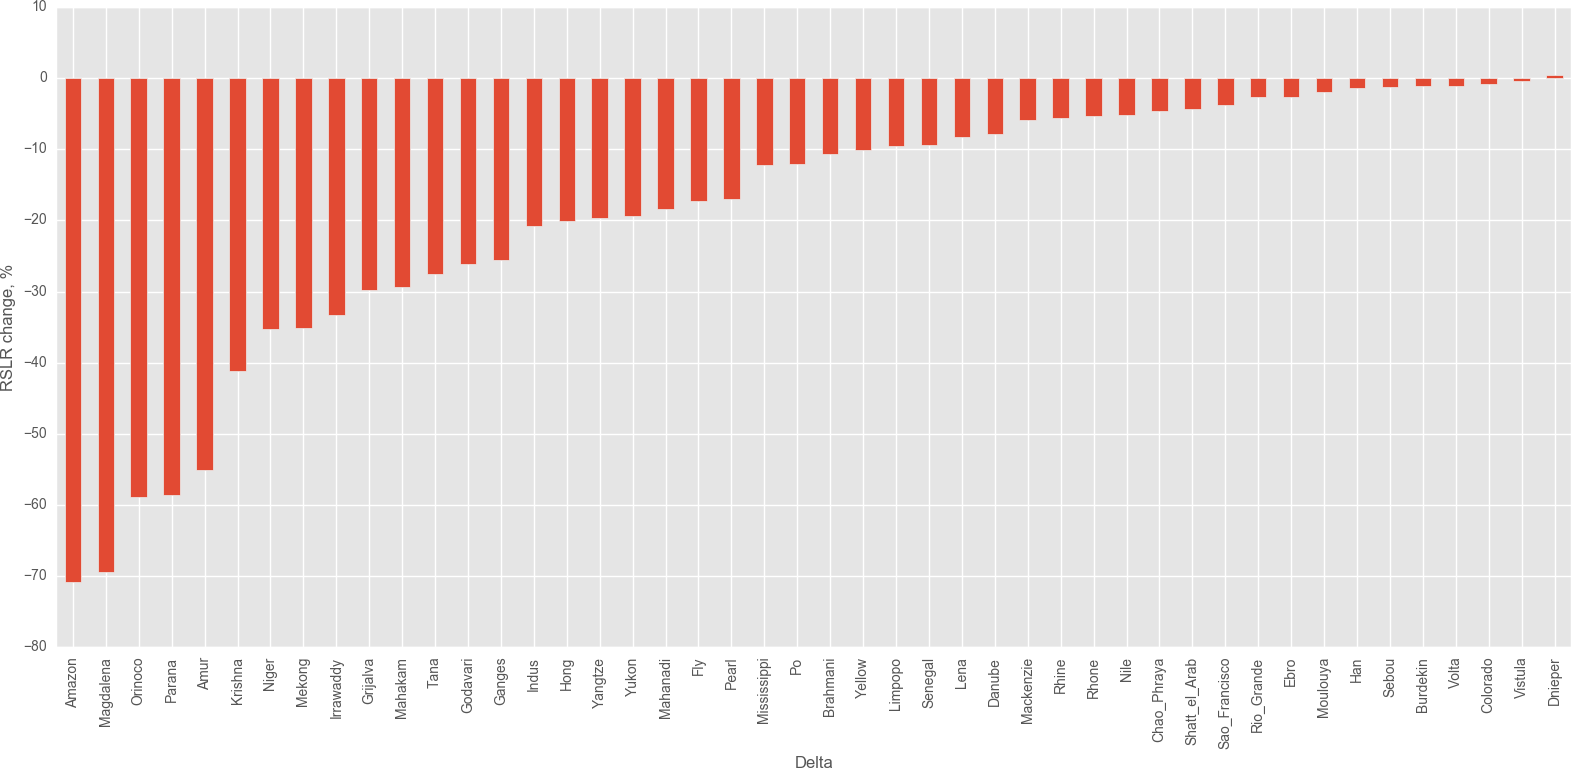 10
0
−10
−20
−30
−40
−50
−60
−70
−80
RSLR change, %
Amazon
Magdalena
Orinoco
Parana
Amur
Krishna
Niger
Mekong
Irrawaddy
Grijalva
Mahakam
Tana
Godavari
Ganges
Indus
Hong
Yangtze
Yukon
Mahanadi
Fly
Pearl
Mississippi
Po
Brahmani
Yellow
Limpopo
Senegal
Lena
Danube
Mackenzie
Rhine
Rhone
Nile
Chao_Phraya
Shatt_el_Arab
Sao_Francisco
Rio_Grande
Ebro
Moulouya
Han
Sebou
Burdekin
Volta
Colorado
Vistula
Dnieper
Delta